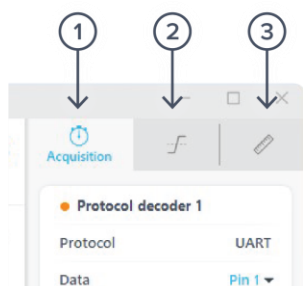 1 2 3
Acquisition
Protocol decoder 1
Protocol UART
Data Pin 1